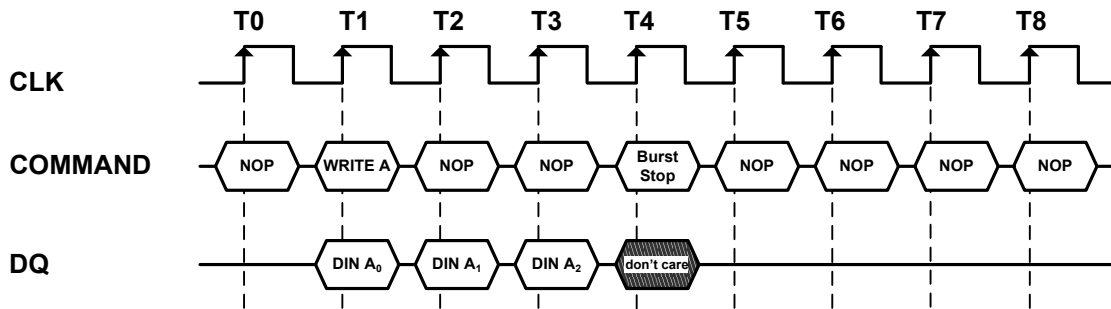 T0 T1 T2 T3 T4 T5 T6 T7 T8
CLK
COMMAND NOP WRITE A NOP NOP Burst Stop NOP NOP NOP NOP
DQ DIN A₀ DIN A₁ DIN A₂ don't care